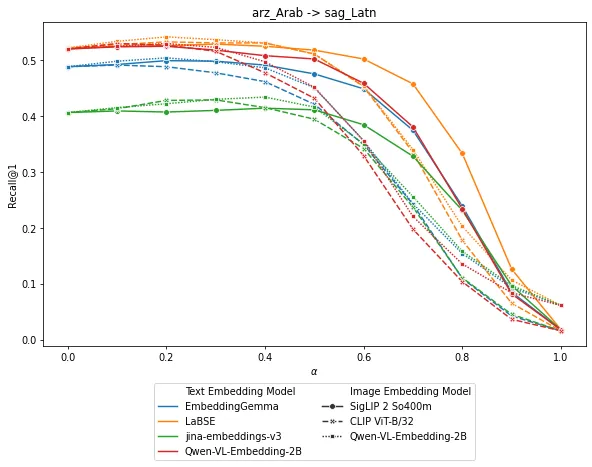 arz_Arab -> sag_Latn
Recall@1
0.5
0.4
0.3
0.2
0.1
0.0
0.0 0.2 0.4 0.6 0.8 1.0
α
Text Embedding Model
EmbeddingGemma
LaBSE
jina-embeddings-v3
Qwen-VL-Embedding-2B
Image Embedding Model
SigLIP 2 So400m
CLIP ViT-B/32
Qwen-VL-Embedding-2B